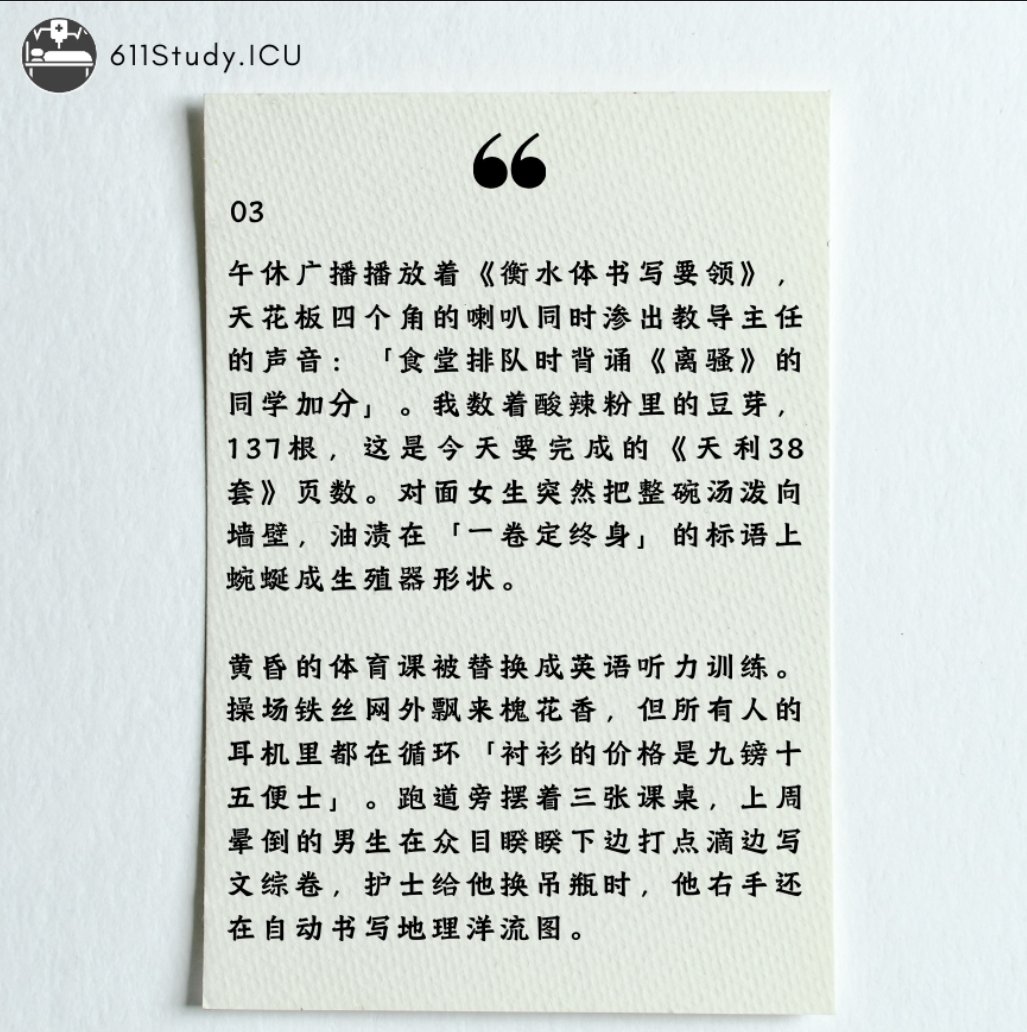 611Study.ICU
03
午休广播播放着《衡水体书写要领》，
天花板四个角的喇叭同时渗出教导主任
的声音：「食堂排队时背诵《离骚》的
同学加分」。我数着酸辣粉里的豆芽，
137根，这是今天要完成的《天利38
套》页数。对面女生突然把整碗汤泼向
墙壁，油渍在「一卷定终身」的标语上
蜿蜒成生殖器形状。
黄昏的体育课被替换成英语听力训练。
操场铁丝网外飘来槐花香，但所有人的
耳机里都在循环「衬衫的价格是九镑十
五便士」。跑道旁摆着三张课桌，上周
晕倒的男生在众目睽睽下边打点滴边写
文综卷，护士给他换吊瓶时，他右手还
在自动书写地理洋流图。